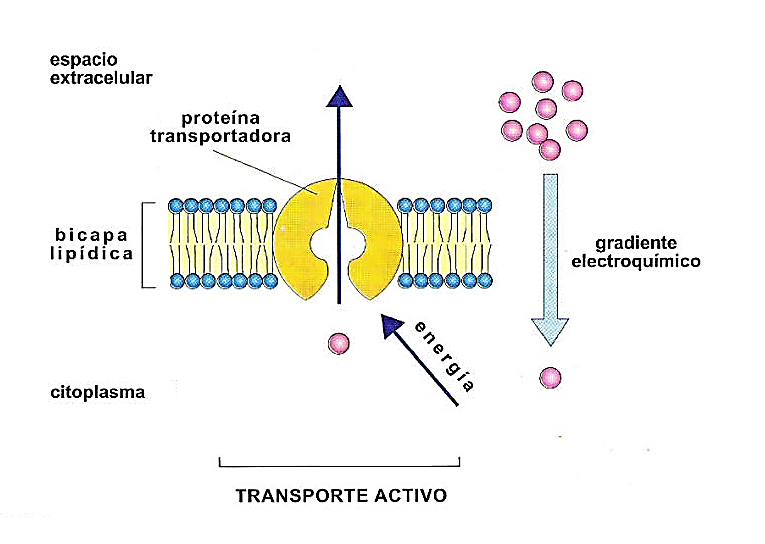 espacio
extracelular
proteína
transportadora
bicapa
lipídica
gradiente
electroquímico
energía
citoplasma
TRANSPORTE ACTIVO